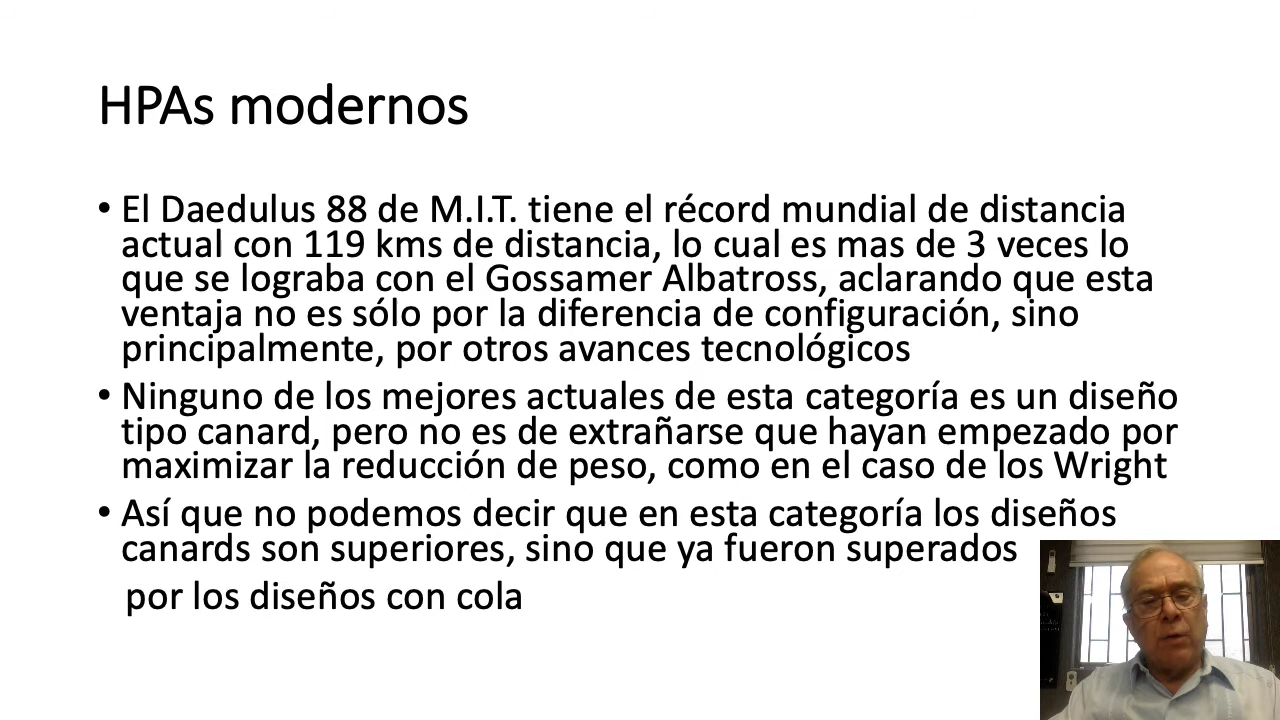 HPAs modernos
• El Daedulus 88 de M.I.T. tiene el récord mundial de distancia
actual con 119 kms de distancia, lo cual es mas de 3 veces lo
que se lograba con el Gossamer Albatross, aclarando que esta
ventaja no es sólo por la diferencia de configuración, sino
principalmente, por otros avances tecnológicos
• Ninguno de los mejores actuales de esta categoría es un diseño
tipo canard, pero no es de extrañarse que hayan empezado por
maximizar la reducción de peso, como en el caso de los Wright
• Así que no podemos decir que en esta categoría los diseños
canards son superiores, sino que ya fueron superados
por los diseños con cola